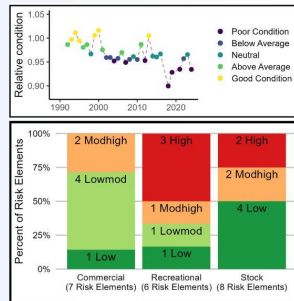 Relative condition
1.05
1.00
0.95
0.90
1990
2000
2010
2020
Poor Condition
Below Average
Neutral
Above Average
Good Condition
Percent of Risk Elements
100%
75%
50%
25%
0%
2 Modhigh
4 Lowmod
1 Low
3 High
1 Modhigh
1 Lowmod
1 Low
2 High
2 Modhigh
4 Low
Commercial
(7 Risk Elements)
Recreational
(6 Risk Elements)
Stock
(8 Risk Elements)